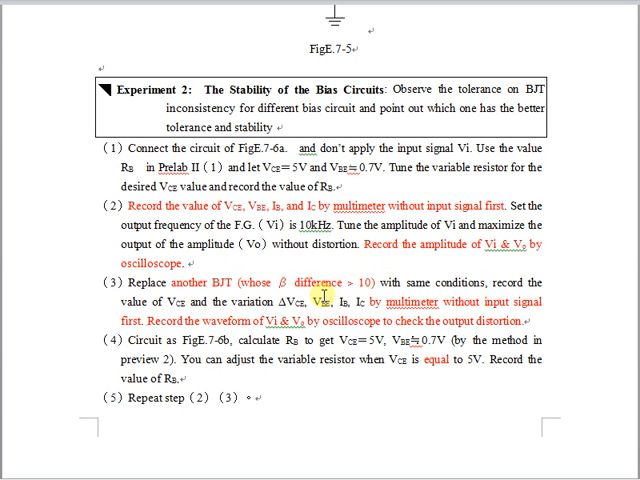 FigE.7-5
Experiment 2: The Stability of the Bias Circuits: Observe the tolerance on BJT
inconsistency for different bias circuit and point out which one has the better
tolerance and stability
(1) Connect the circuit of FigE.7-6a. and don't apply the input signal Vi. Use the value
RB in Prelab II (1) and let VCE=5V and VBE≒0.7V. Tune the variable resistor for the
desired VCE value and record the value of RB.
(2) Record the value of VCE, VBE, IB, and IC by multimeter without input signal first. Set the
output frequency of the F.G. (Vi) is 10kHz. Tune the amplitude of Vi and maximize the
output of the amplitude (Vo) without distortion. Record the amplitude of Vi & Vo by
oscilloscope.
(3) Replace another BJT (whose β difference > 10) with same conditions, record the
value of VCE and the variation ΔVCE, VBE, IB, IC by multimeter without input signal
first. Record the waveform of Vi & Vo by oscilloscope to check the output distortion.
(4) Circuit as FigE.7-6b, calculate RB to get VCE=5V, VBE≒0.7V (by the method in
preview 2). You can adjust the variable resistor when VCE is equal to 5V. Record the
value of RB.
(5) Repeat step (2) (3) 。